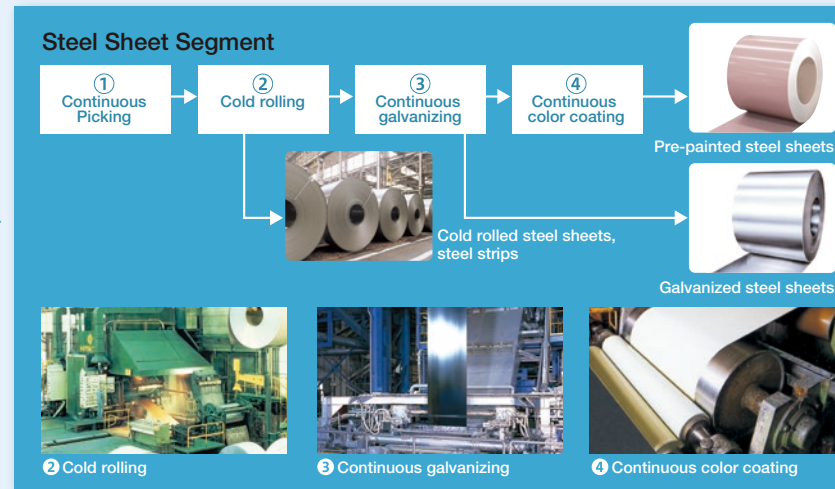 Steel Sheet Segment
①
Continuous
Picking
②
Cold rolling
③
Continuous
galvanizing
④
Continuous
color coating
Pre-painted steel sheets
Cold rolled steel sheets,
steel strips
Galvanized steel sheets
❷ Cold rolling
❸ Continuous galvanizing
❹ Continuous color coating